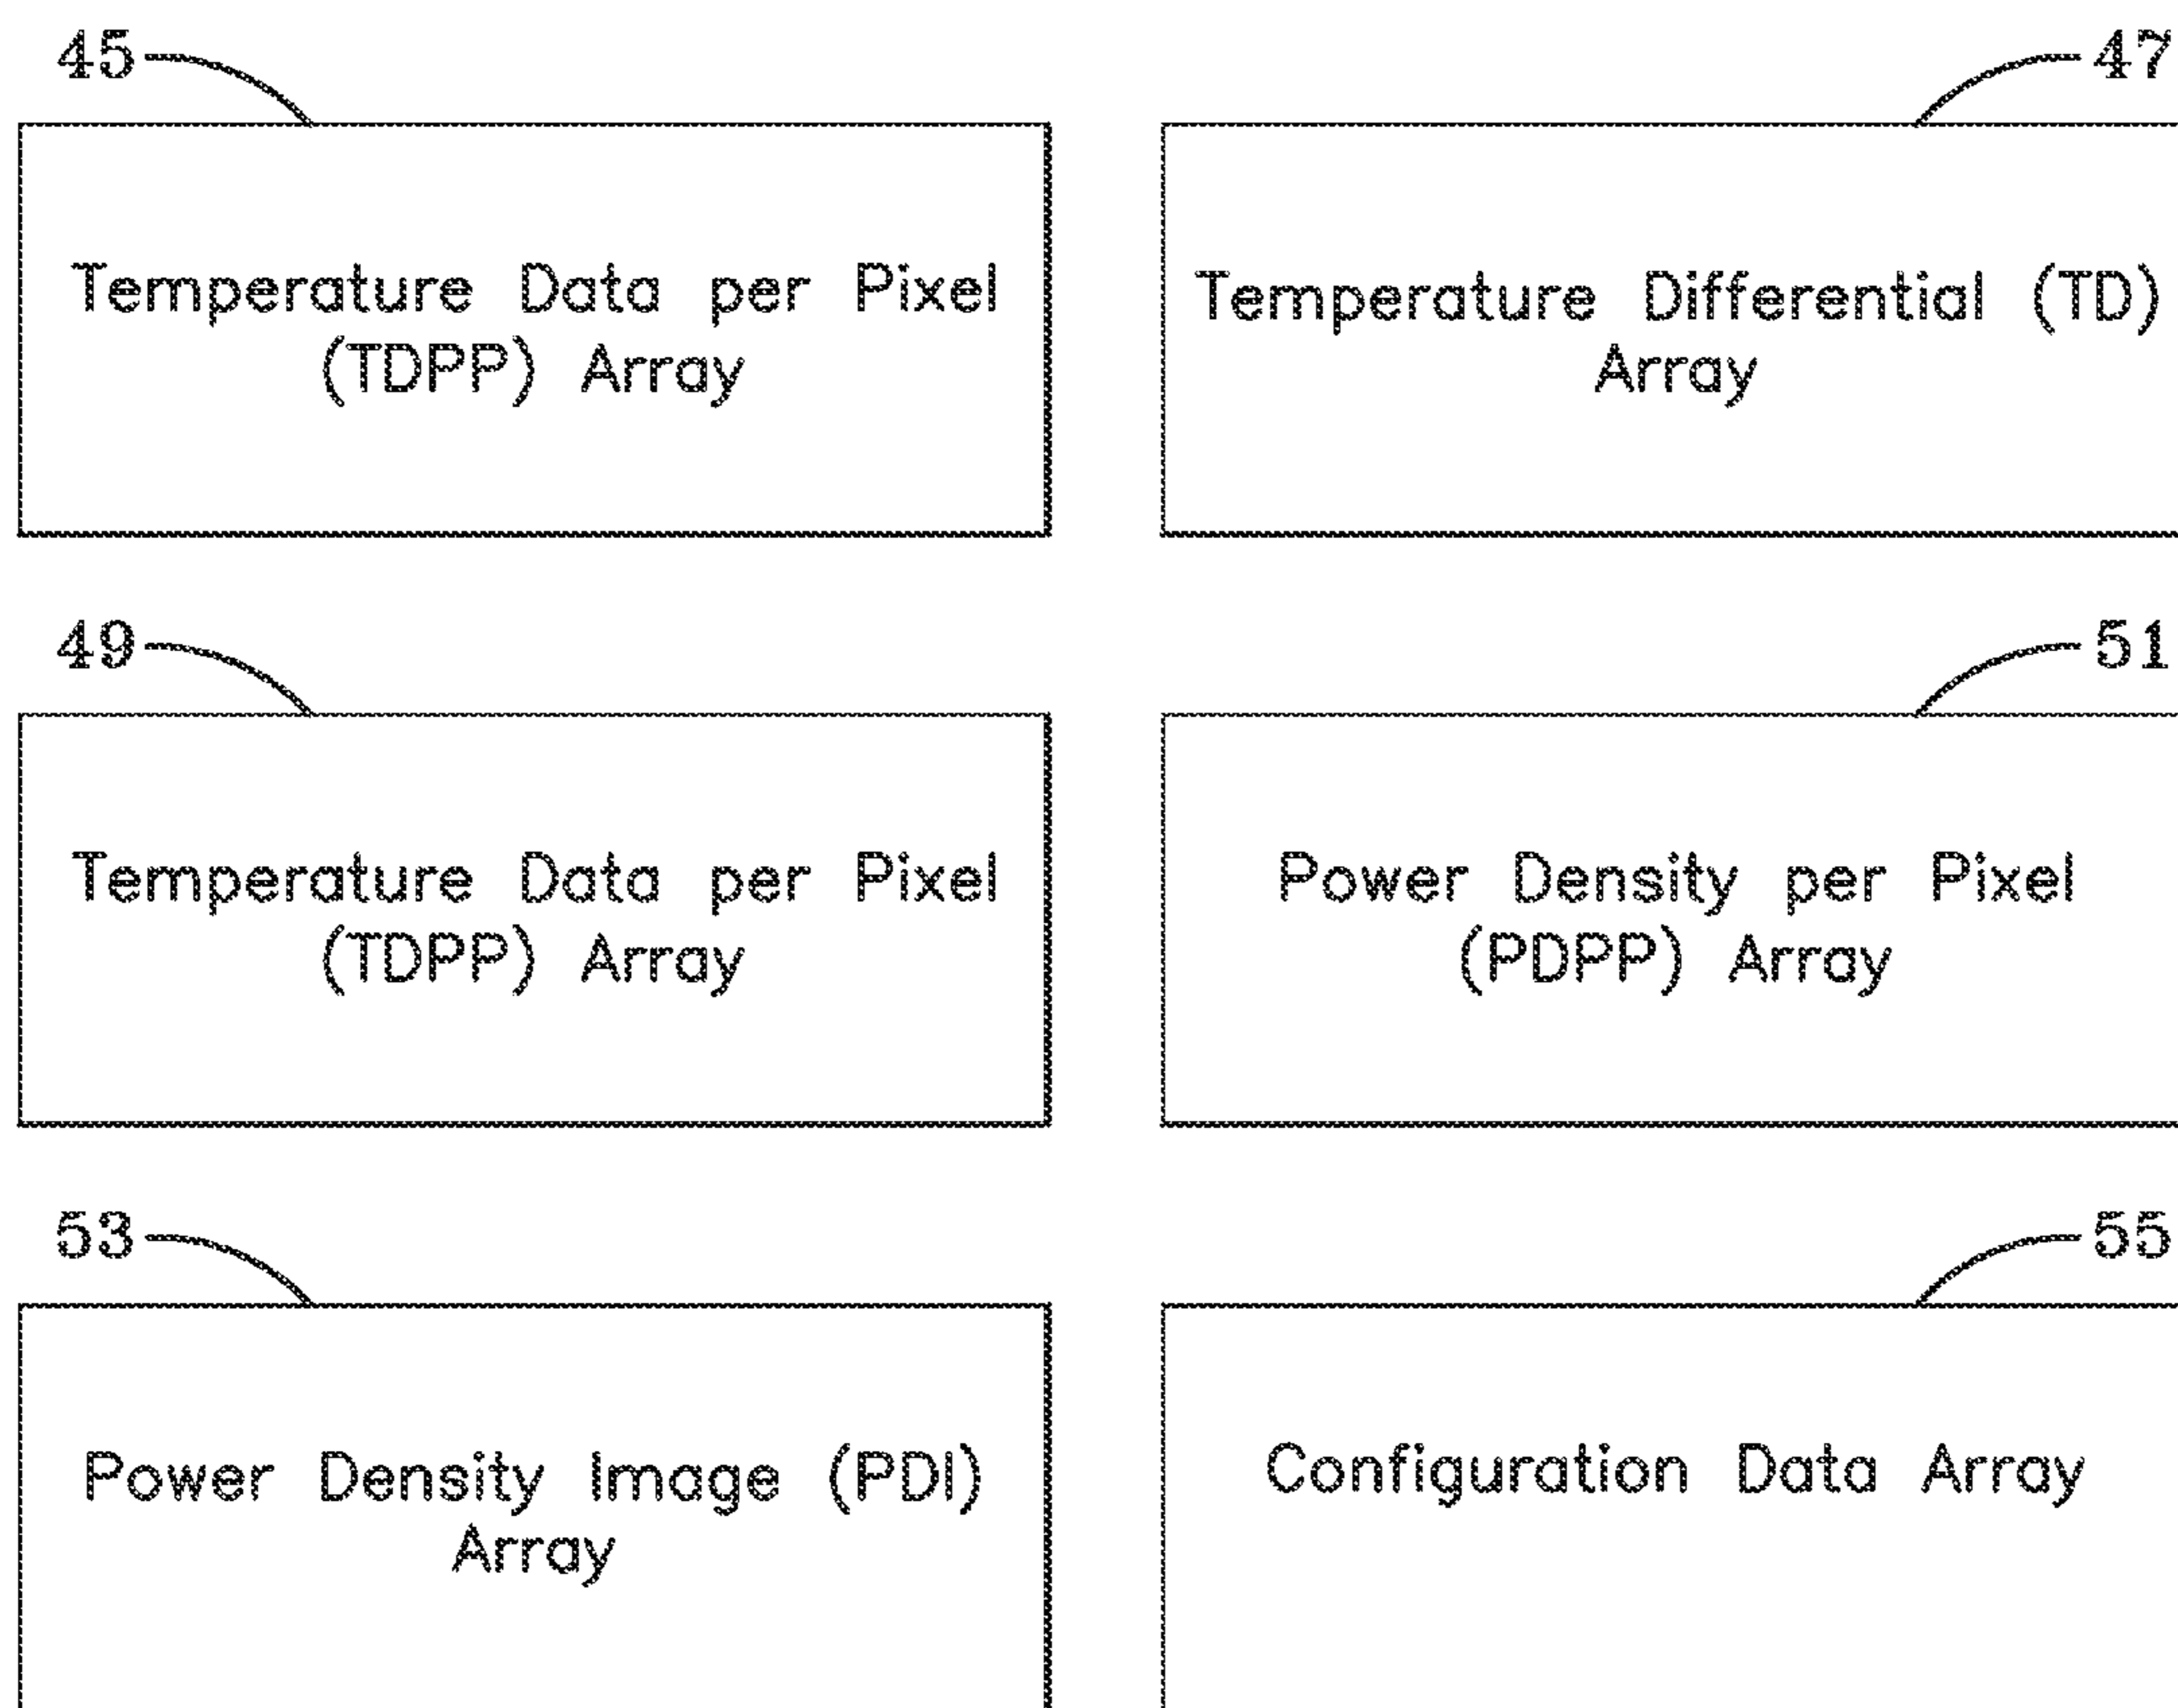 45
47
Temperature Data per Pixel
(TDPP) Array
Temperature Differential (TD)
Array
49
51
Temperature Data per Pixel
(TDPP) Array
Power Density per Pixel
(PDPP) Array
53
55
Power Density Image (PDI)
Array
Configuration Data Array